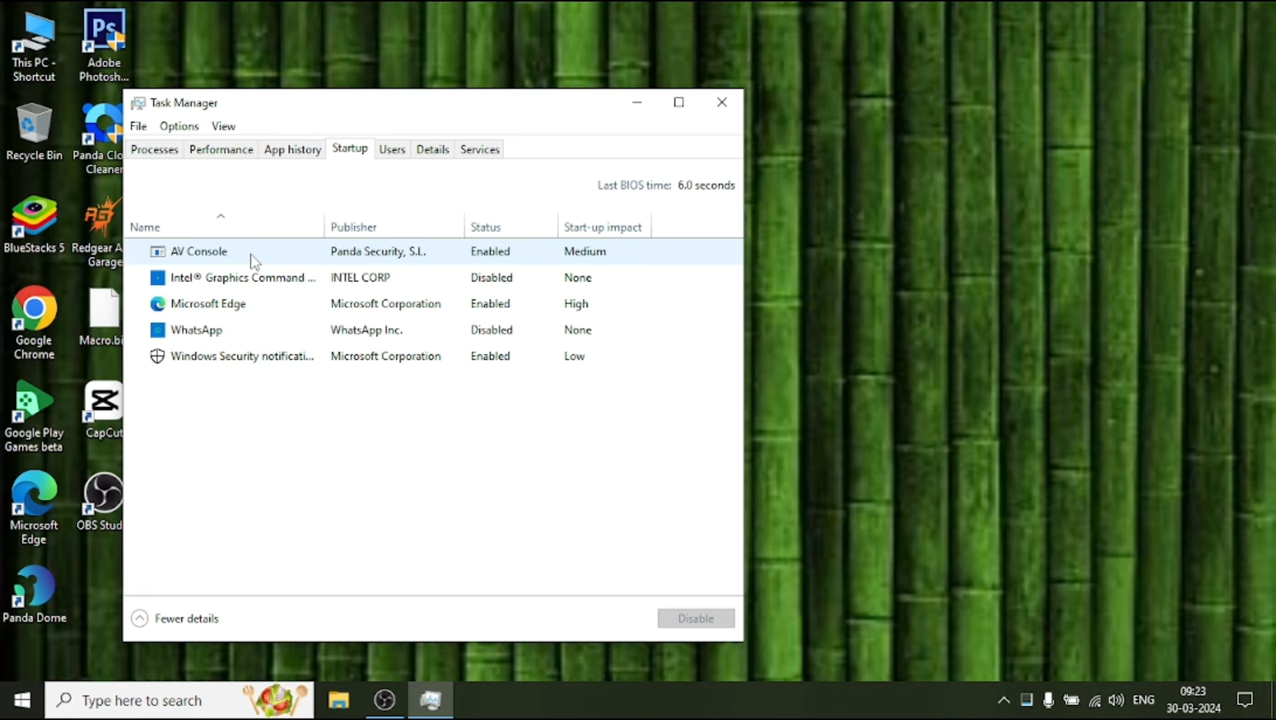 This PC -
Shortcut
Ps
Adobe
Photosh...
Recycle Bin
Panda Clo
Cleaner
BlueStacks 5
Redgear A
Garage
Google
Chrome
Macro.bi
Google Play
Games beta
CapCut
Microsoft
Edge
OBS Stud
Panda Dome
Task Manager
File Options View
Processes Performance App history Startup Users Details Services
Last BIOS time: 6.0 seconds
Name Publisher Status Start-up impact
AV Console Panda Security, S.L. Enabled Medium
Intel® Graphics Command ... INTEL CORP Disabled None
Microsoft Edge Microsoft Corporation Enabled High
WhatsApp WhatsApp Inc. Disabled None
Windows Security notificati... Microsoft Corporation Enabled Low
Fewer details Disable
Type here to search
ENG
09:23
30-03-2024